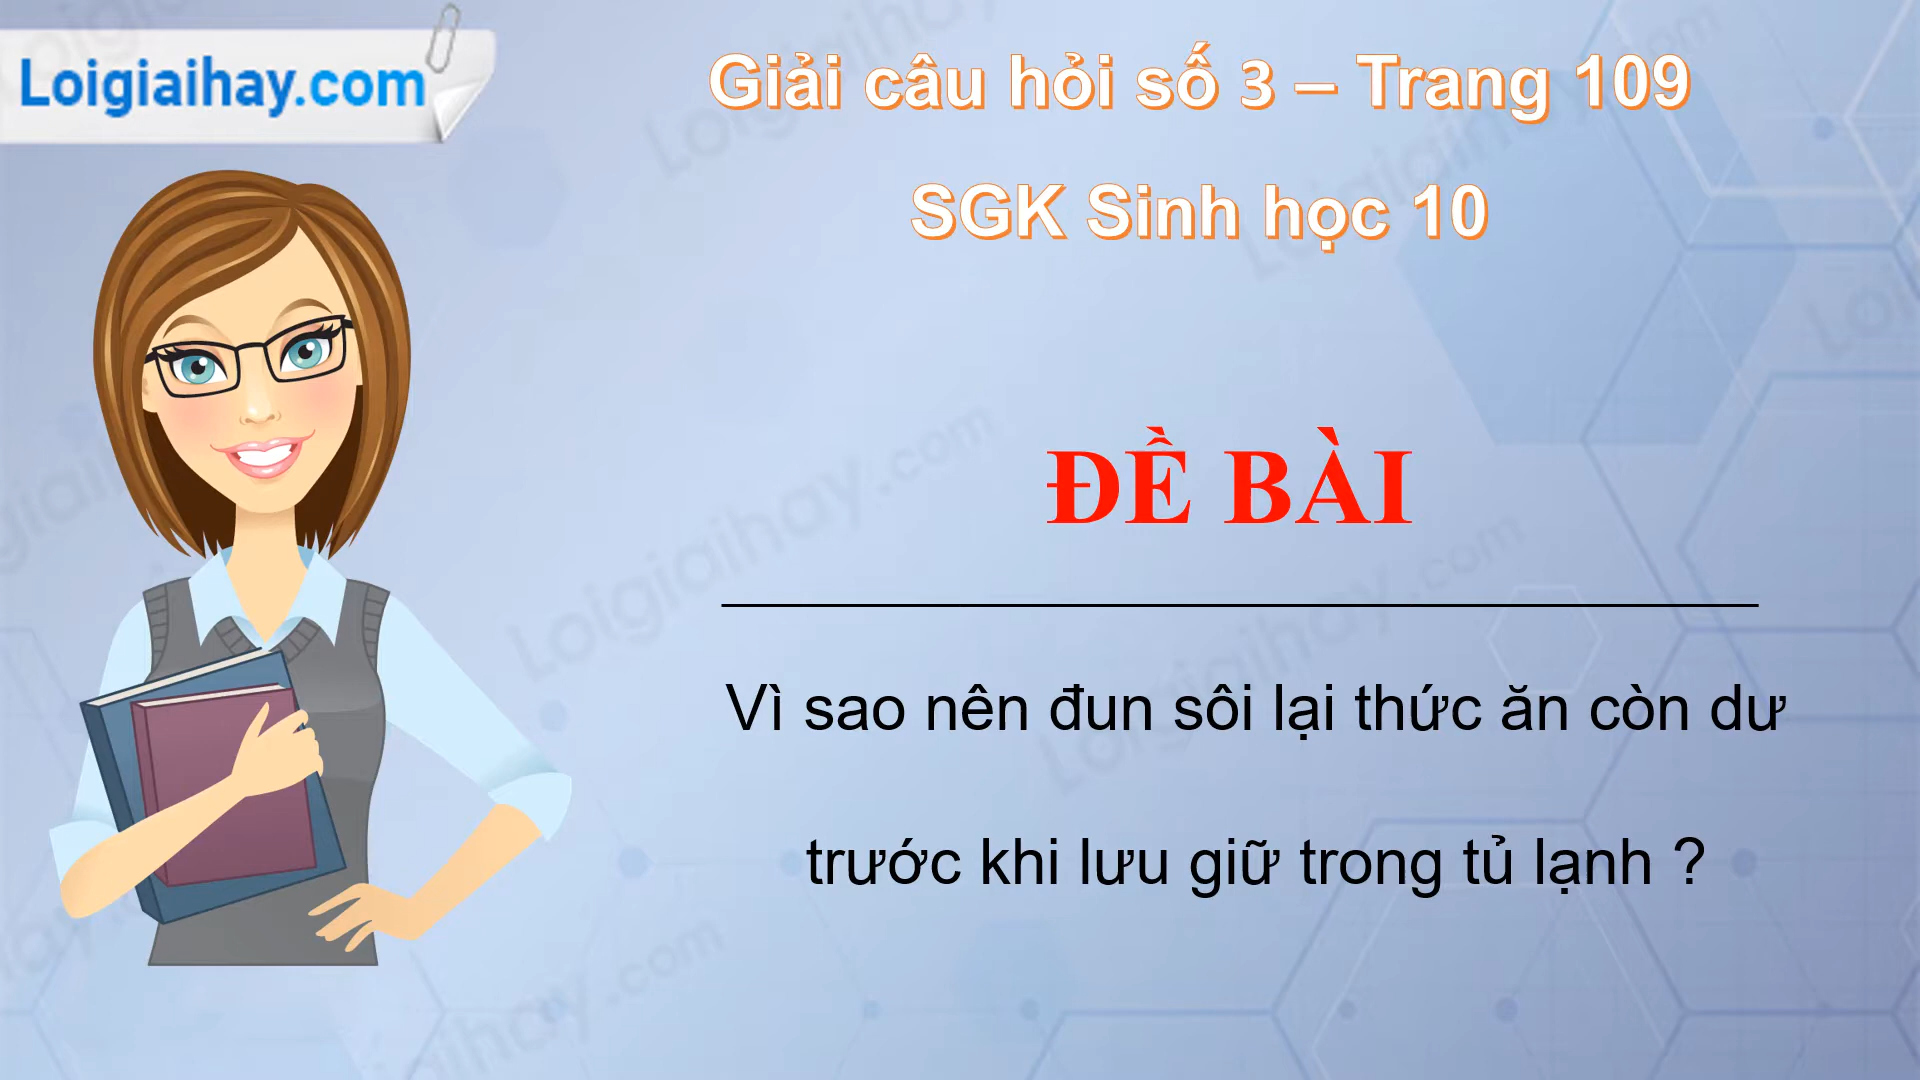 Loigiaihay.com
Giải câu hỏi số 3 – Trang 109
SGK Sinh học 10
ĐỀ BÀI
Vì sao nên đun sôi lại thức ăn còn dư
trước khi lưu giữ trong tủ lạnh ?